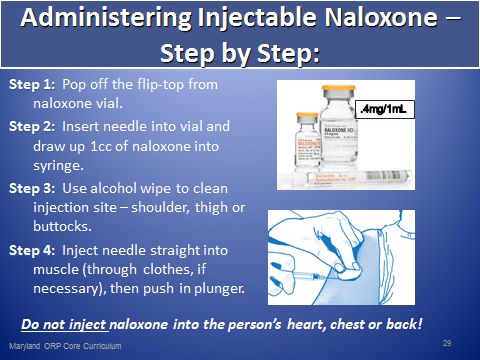 Administering Injectable Naloxone –
Step by Step:
Step 1: Pop off the flip-top from
naloxone vial.
Step 2: Insert needle into vial and
draw up 1cc of naloxone into
syringe.
Step 3: Use alcohol wipe to clean
injection site – shoulder, thigh or
buttocks.
Step 4: Inject needle straight into
muscle (through clothes, if
necessary), then push in plunger.
.4mg/1mL
NALOXONE HCl
Do not inject naloxone into the person's heart, chest or back!
Maryland ORP Core Curriculum
29